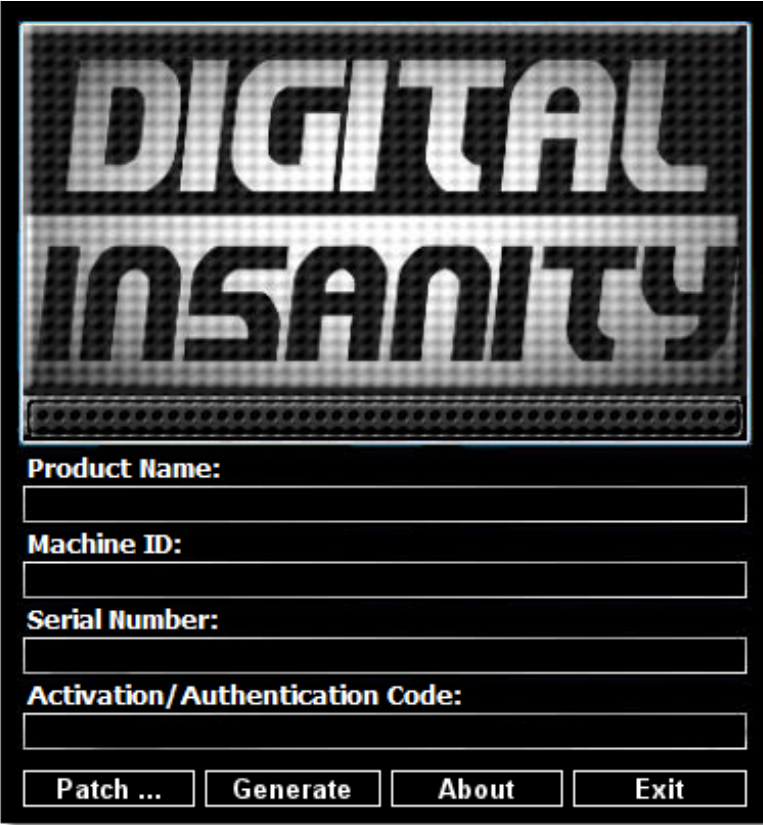 DIGITAL
INSANITY
Product Name:
Machine ID:
Serial Number:
Activation/Authentication Code:
Patch ... Generate About Exit